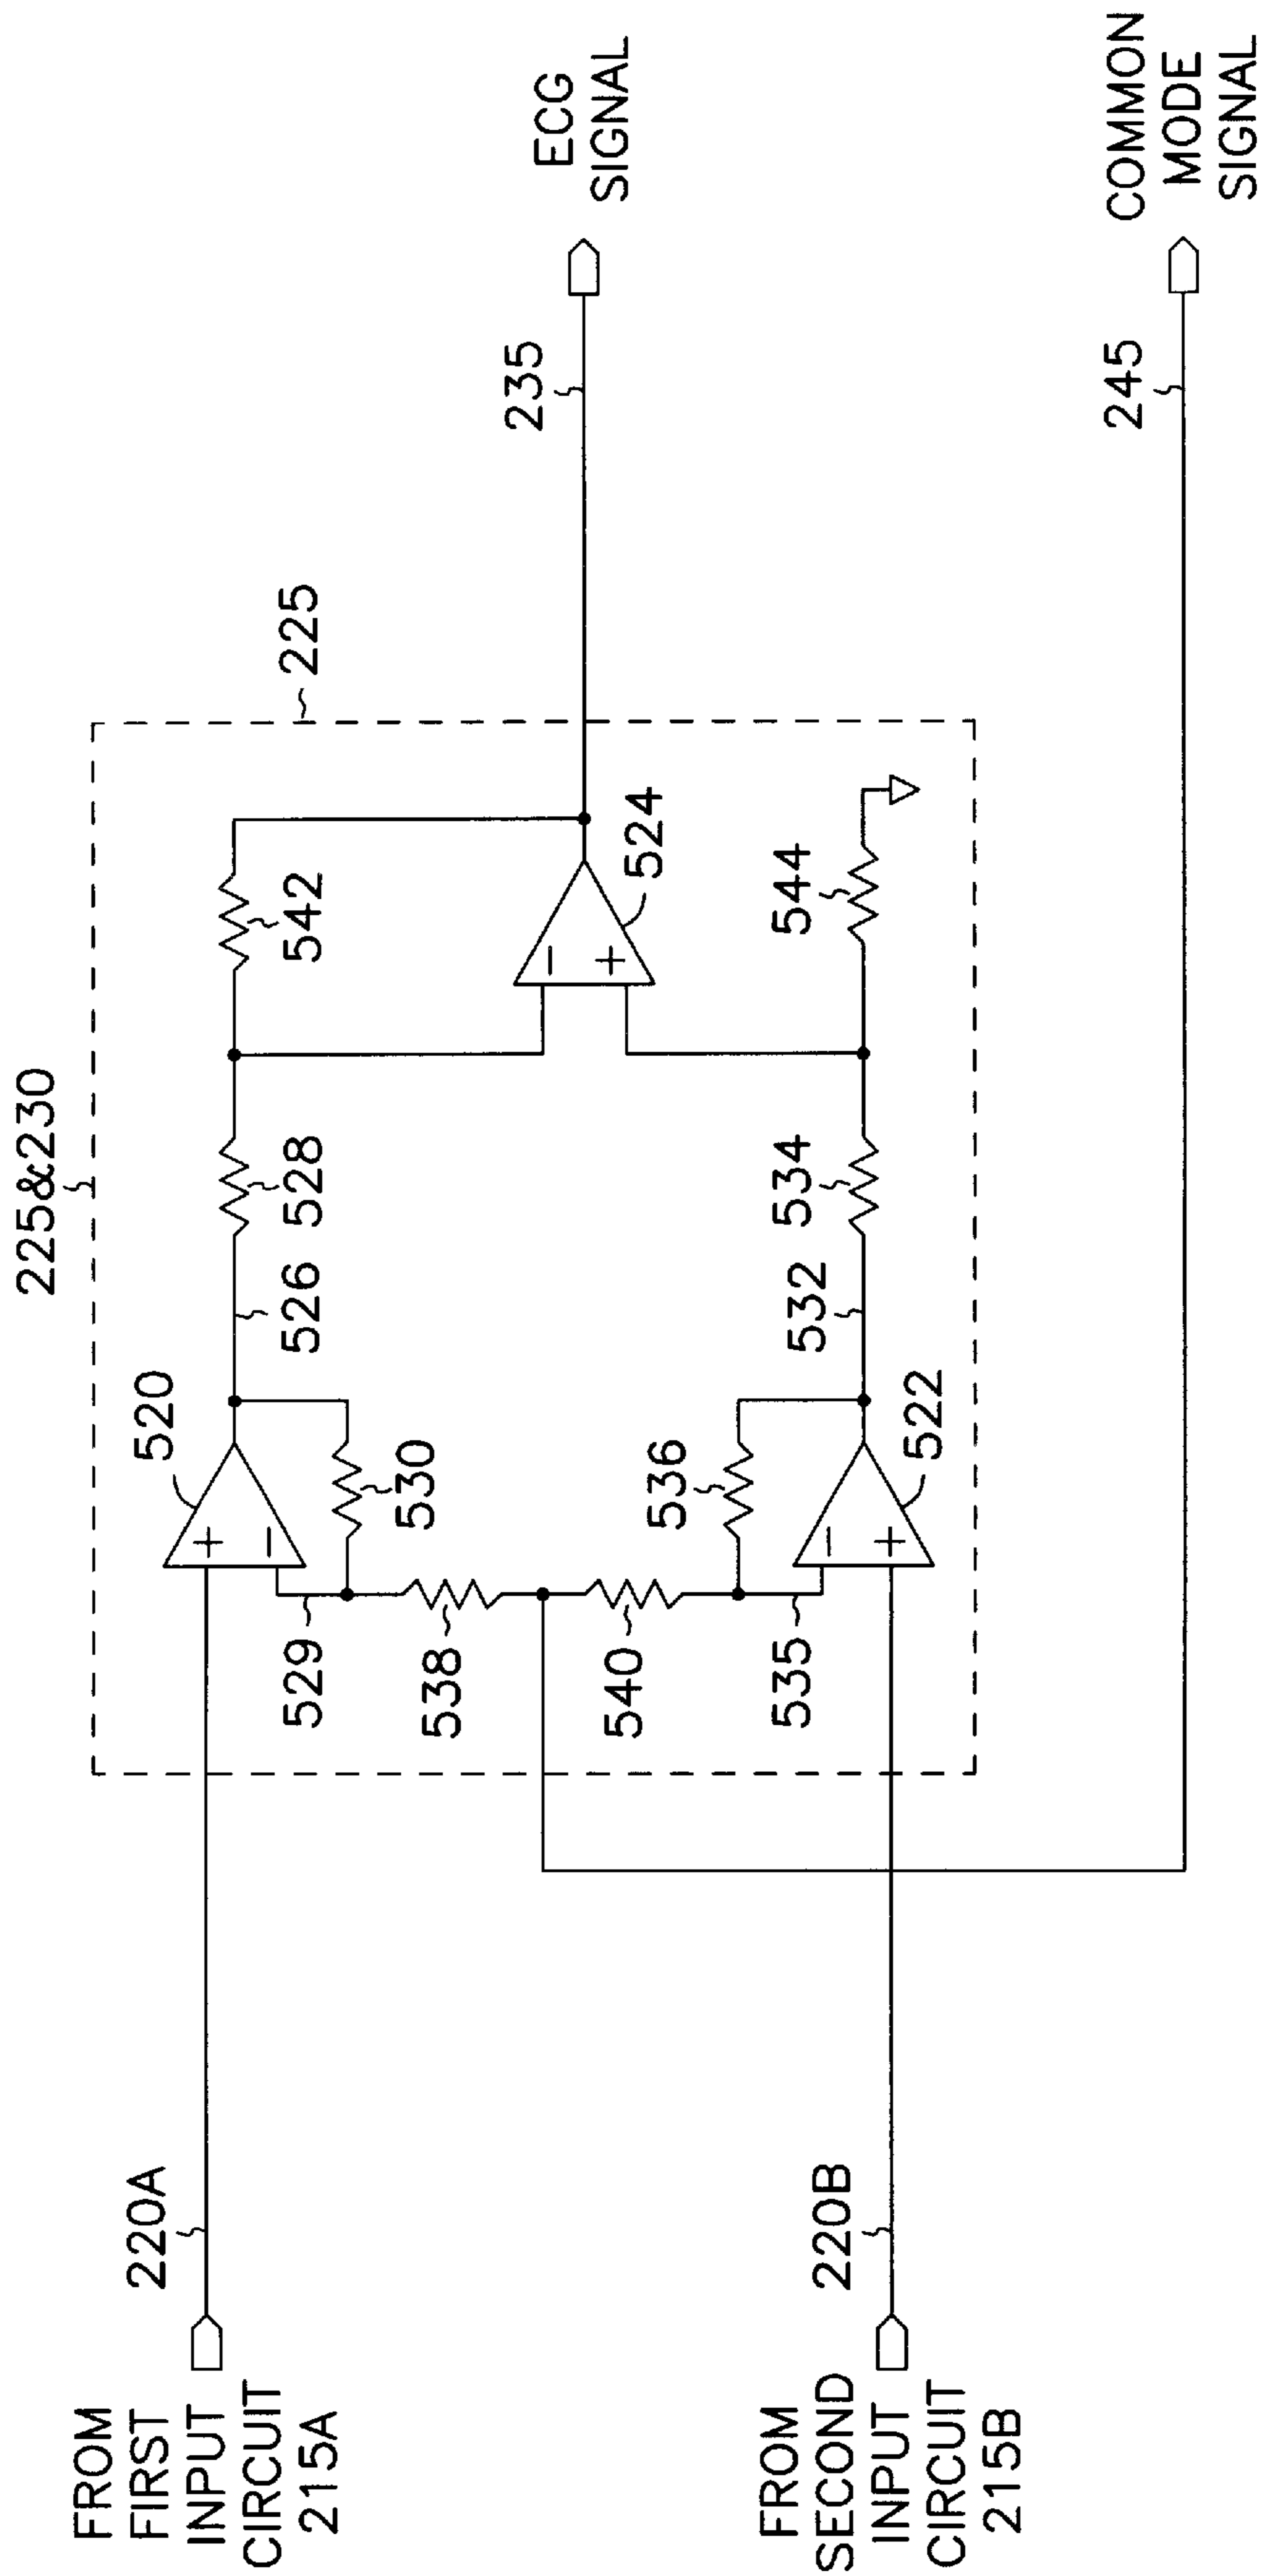 225&230
225
FROM
FIRST
INPUT
CIRCUIT
215A
220A
520
+
−
526
528
542
529
530
538
524
−
+
235
ECG
SIGNAL
540
536
535
−
+
522
532
534
544
FROM
SECOND
INPUT
CIRCUIT
215B
220B
245
COMMON
MODE
SIGNAL